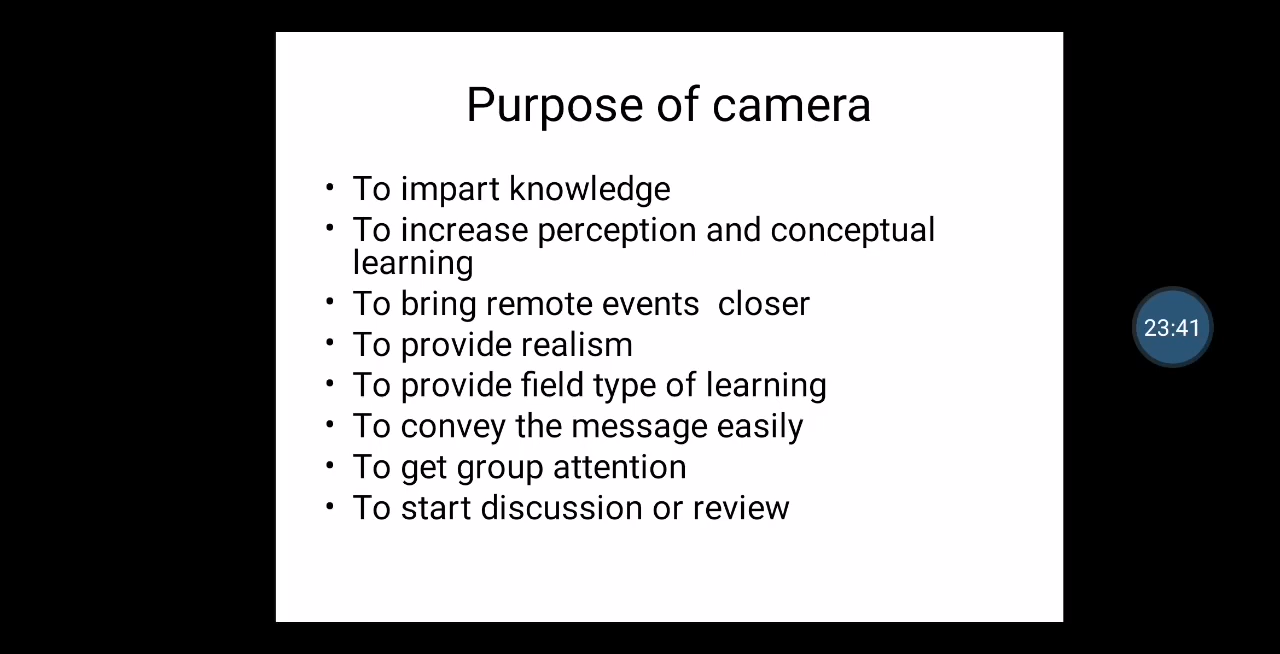 Purpose of camera
• To impart knowledge
• To increase perception and conceptual
learning
• To bring remote events  closer
• To provide realism
• To provide field type of learning
• To convey the message easily
• To get group attention
• To start discussion or review
23:41